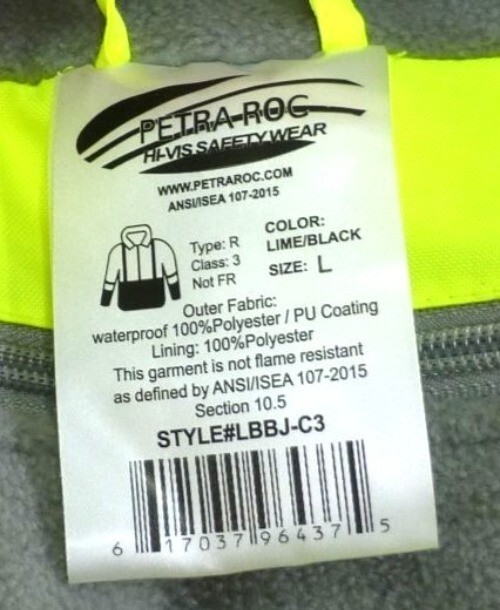 PETRA ROC
HI-VIS SAFETY WEAR
WWW.PETRAROC.COM
ANSI/ISEA 107-2015
Type: R
Class: 3
Not FR
COLOR:
LIME/BLACK
SIZE: L
Outer Fabric:
waterproof 100%Polyester / PU Coating
Lining: 100%Polyester
This garment is not flame resistant
as defined by ANSI/ISEA 107-2015
Section 10.5
STYLE#LBBJ-C3
6 17037 96437 5